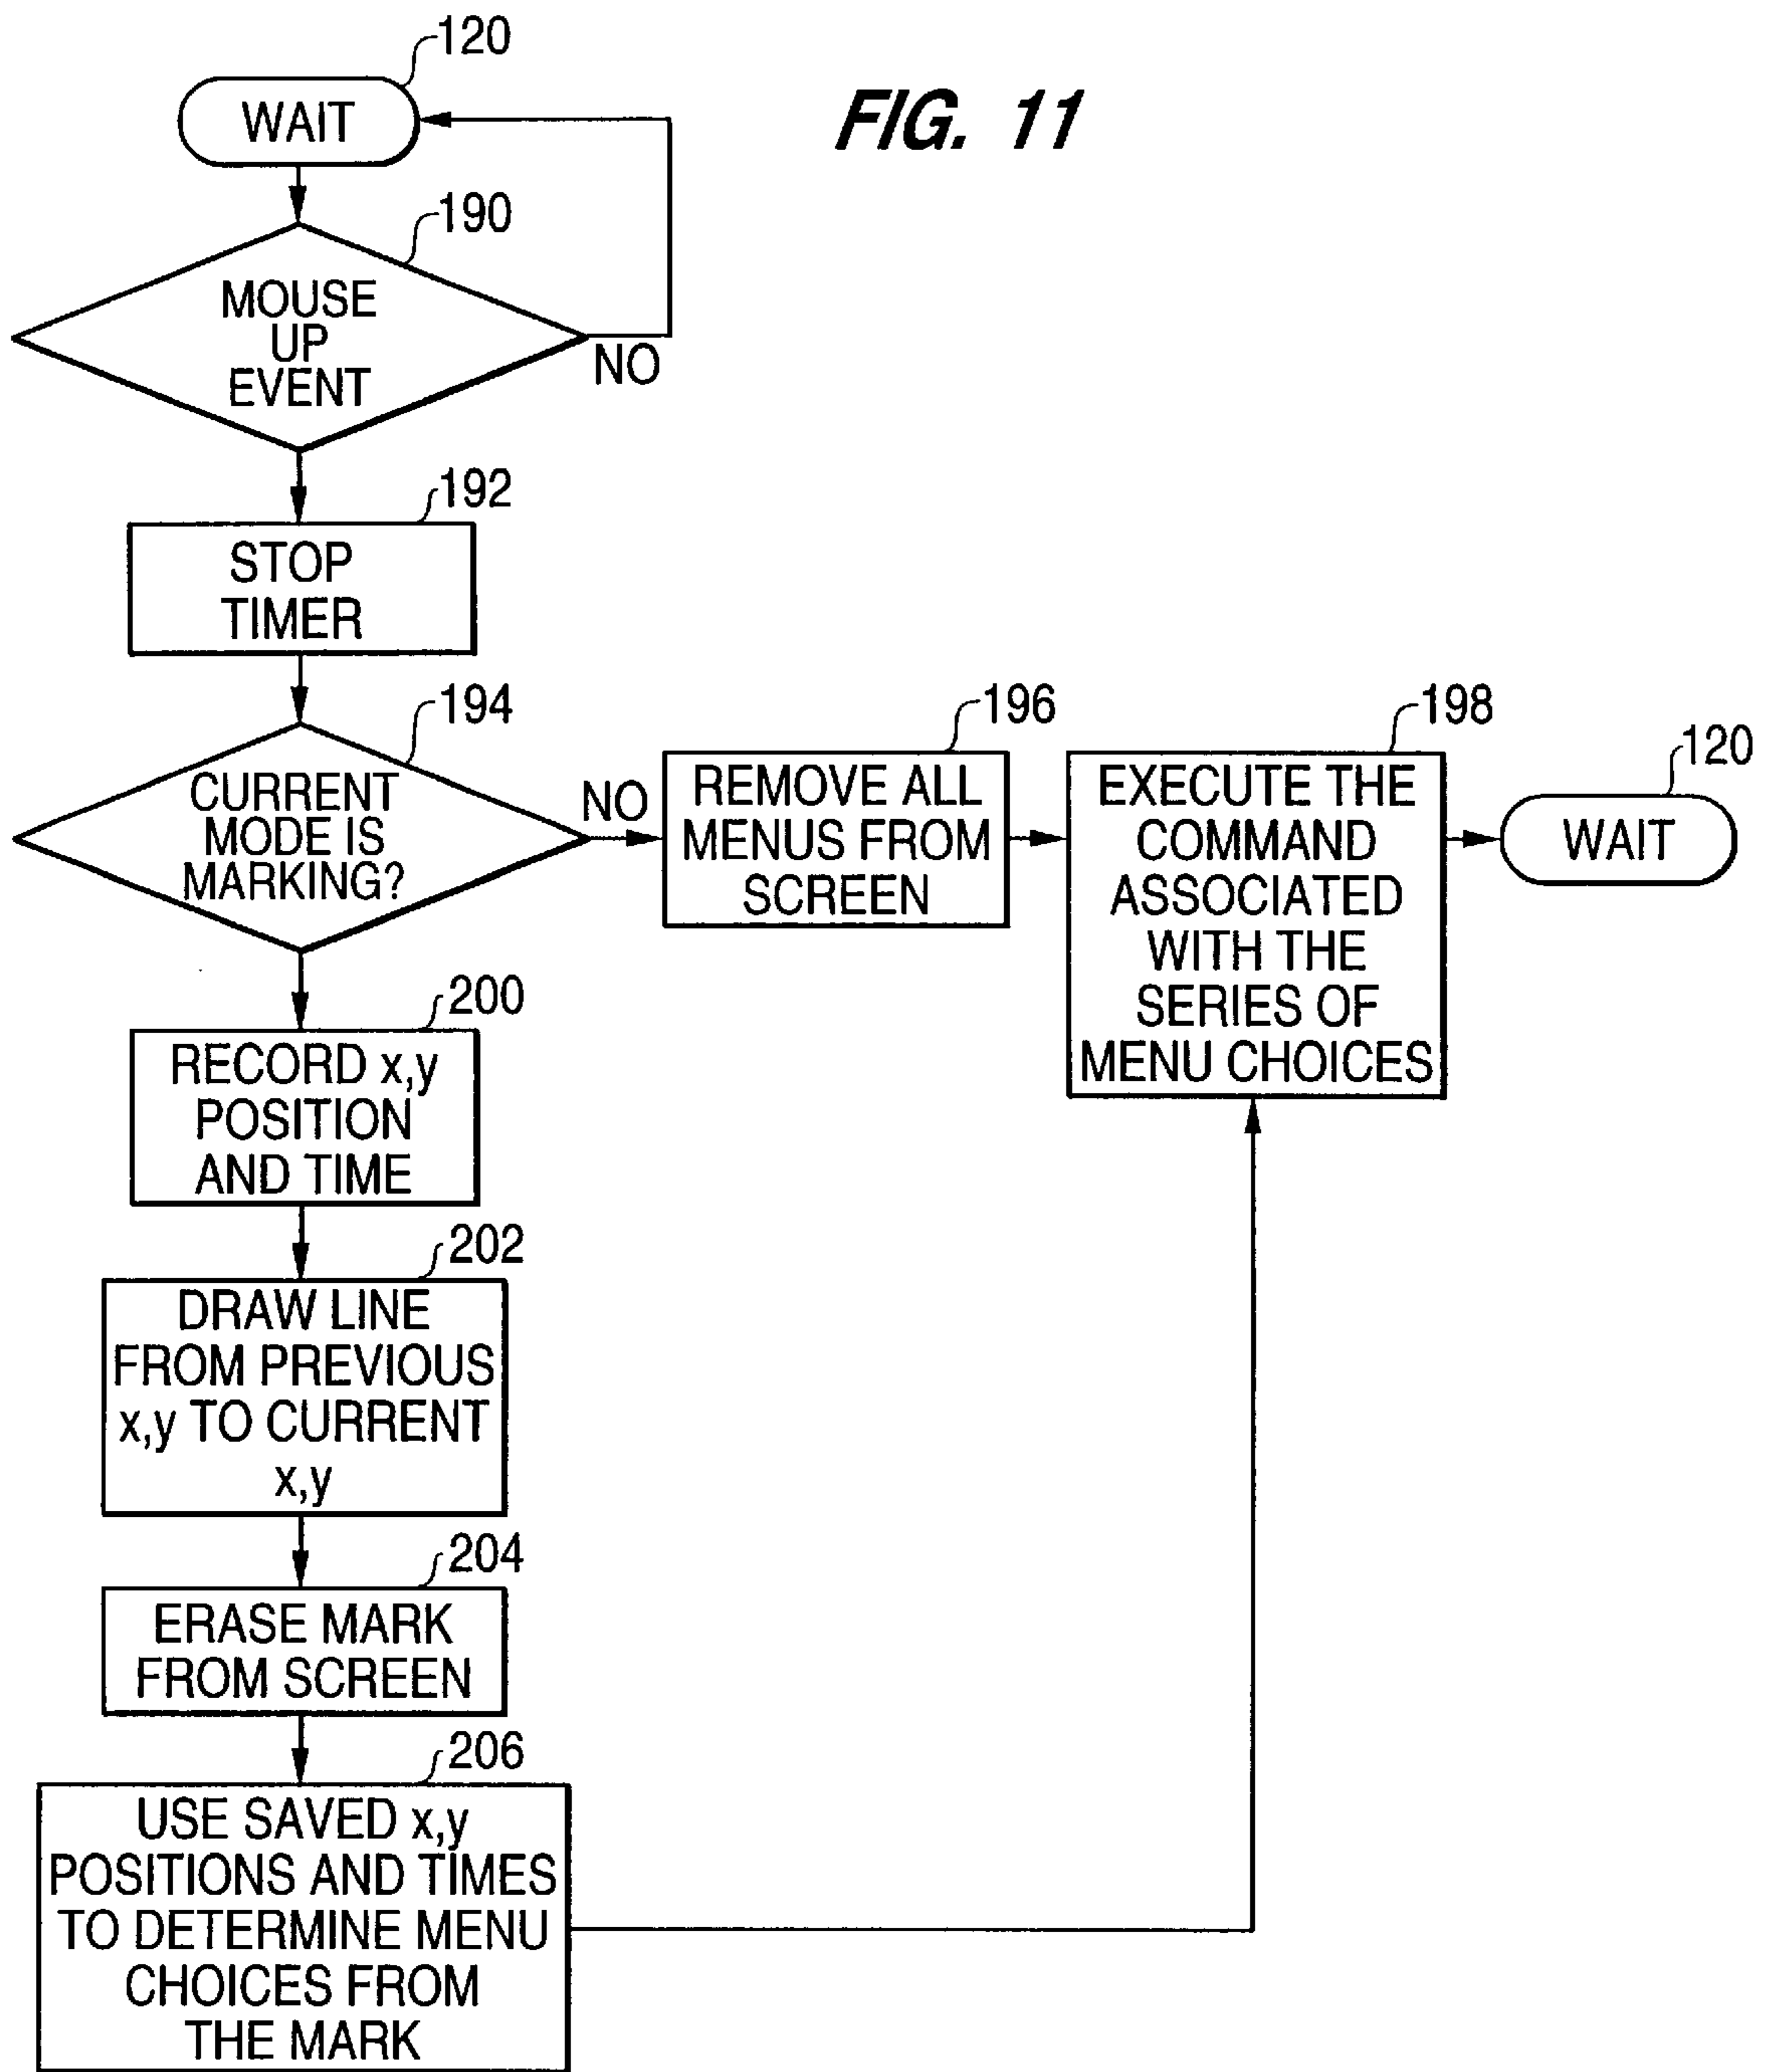 FIG. 11
120
WAIT
190
MOUSE
UP
EVENT
NO
192
STOP
TIMER
194
CURRENT
MODE IS
MARKING?
NO
196
REMOVE ALL
MENUS FROM
SCREEN
198
EXECUTE THE
COMMAND
ASSOCIATED
WITH THE
SERIES OF
MENU CHOICES
120
WAIT
200
RECORD x,y
POSITION
AND TIME
202
DRAW LINE
FROM PREVIOUS
x,y TO CURRENT
x,y
204
ERASE MARK
FROM SCREEN
206
USE SAVED x,y
POSITIONS AND TIMES
TO DETERMINE MENU
CHOICES FROM
THE MARK